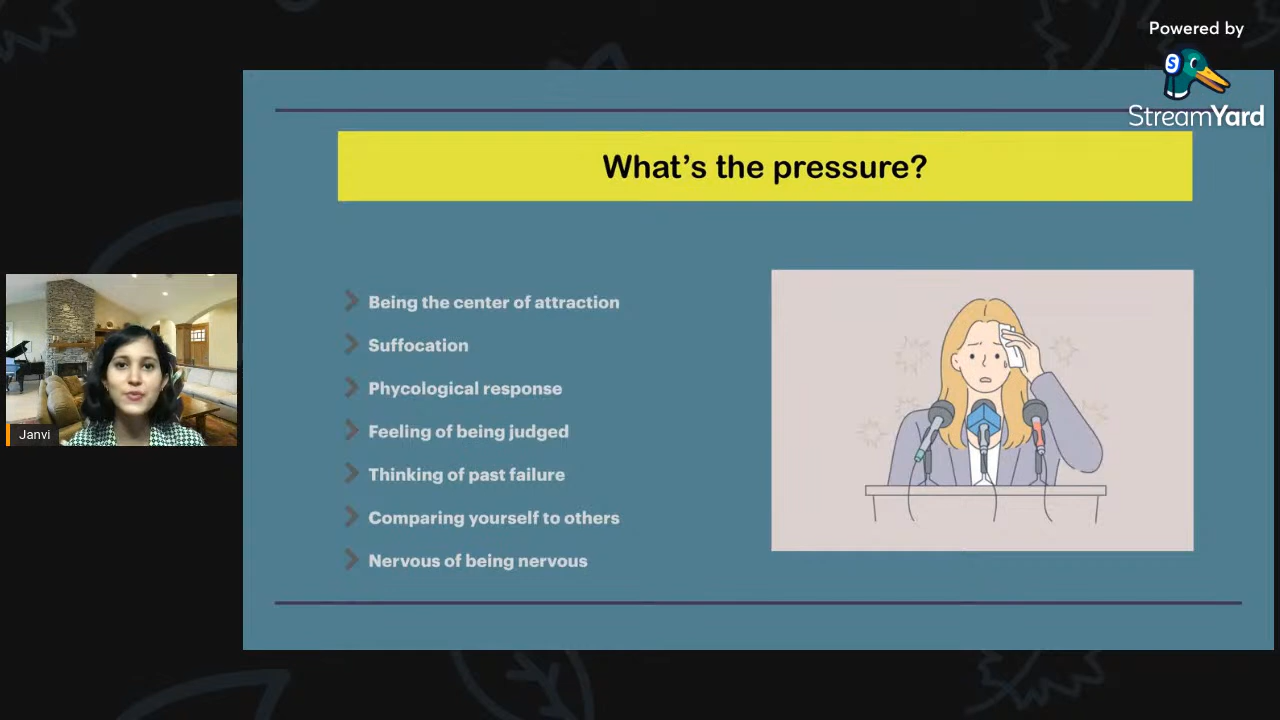 Powered by
StreamYard
What's the pressure?
Being the center of attraction
Suffocation
Phycological response
Feeling of being judged
Thinking of past failure
Comparing yourself to others
Nervous of being nervous
Janvi